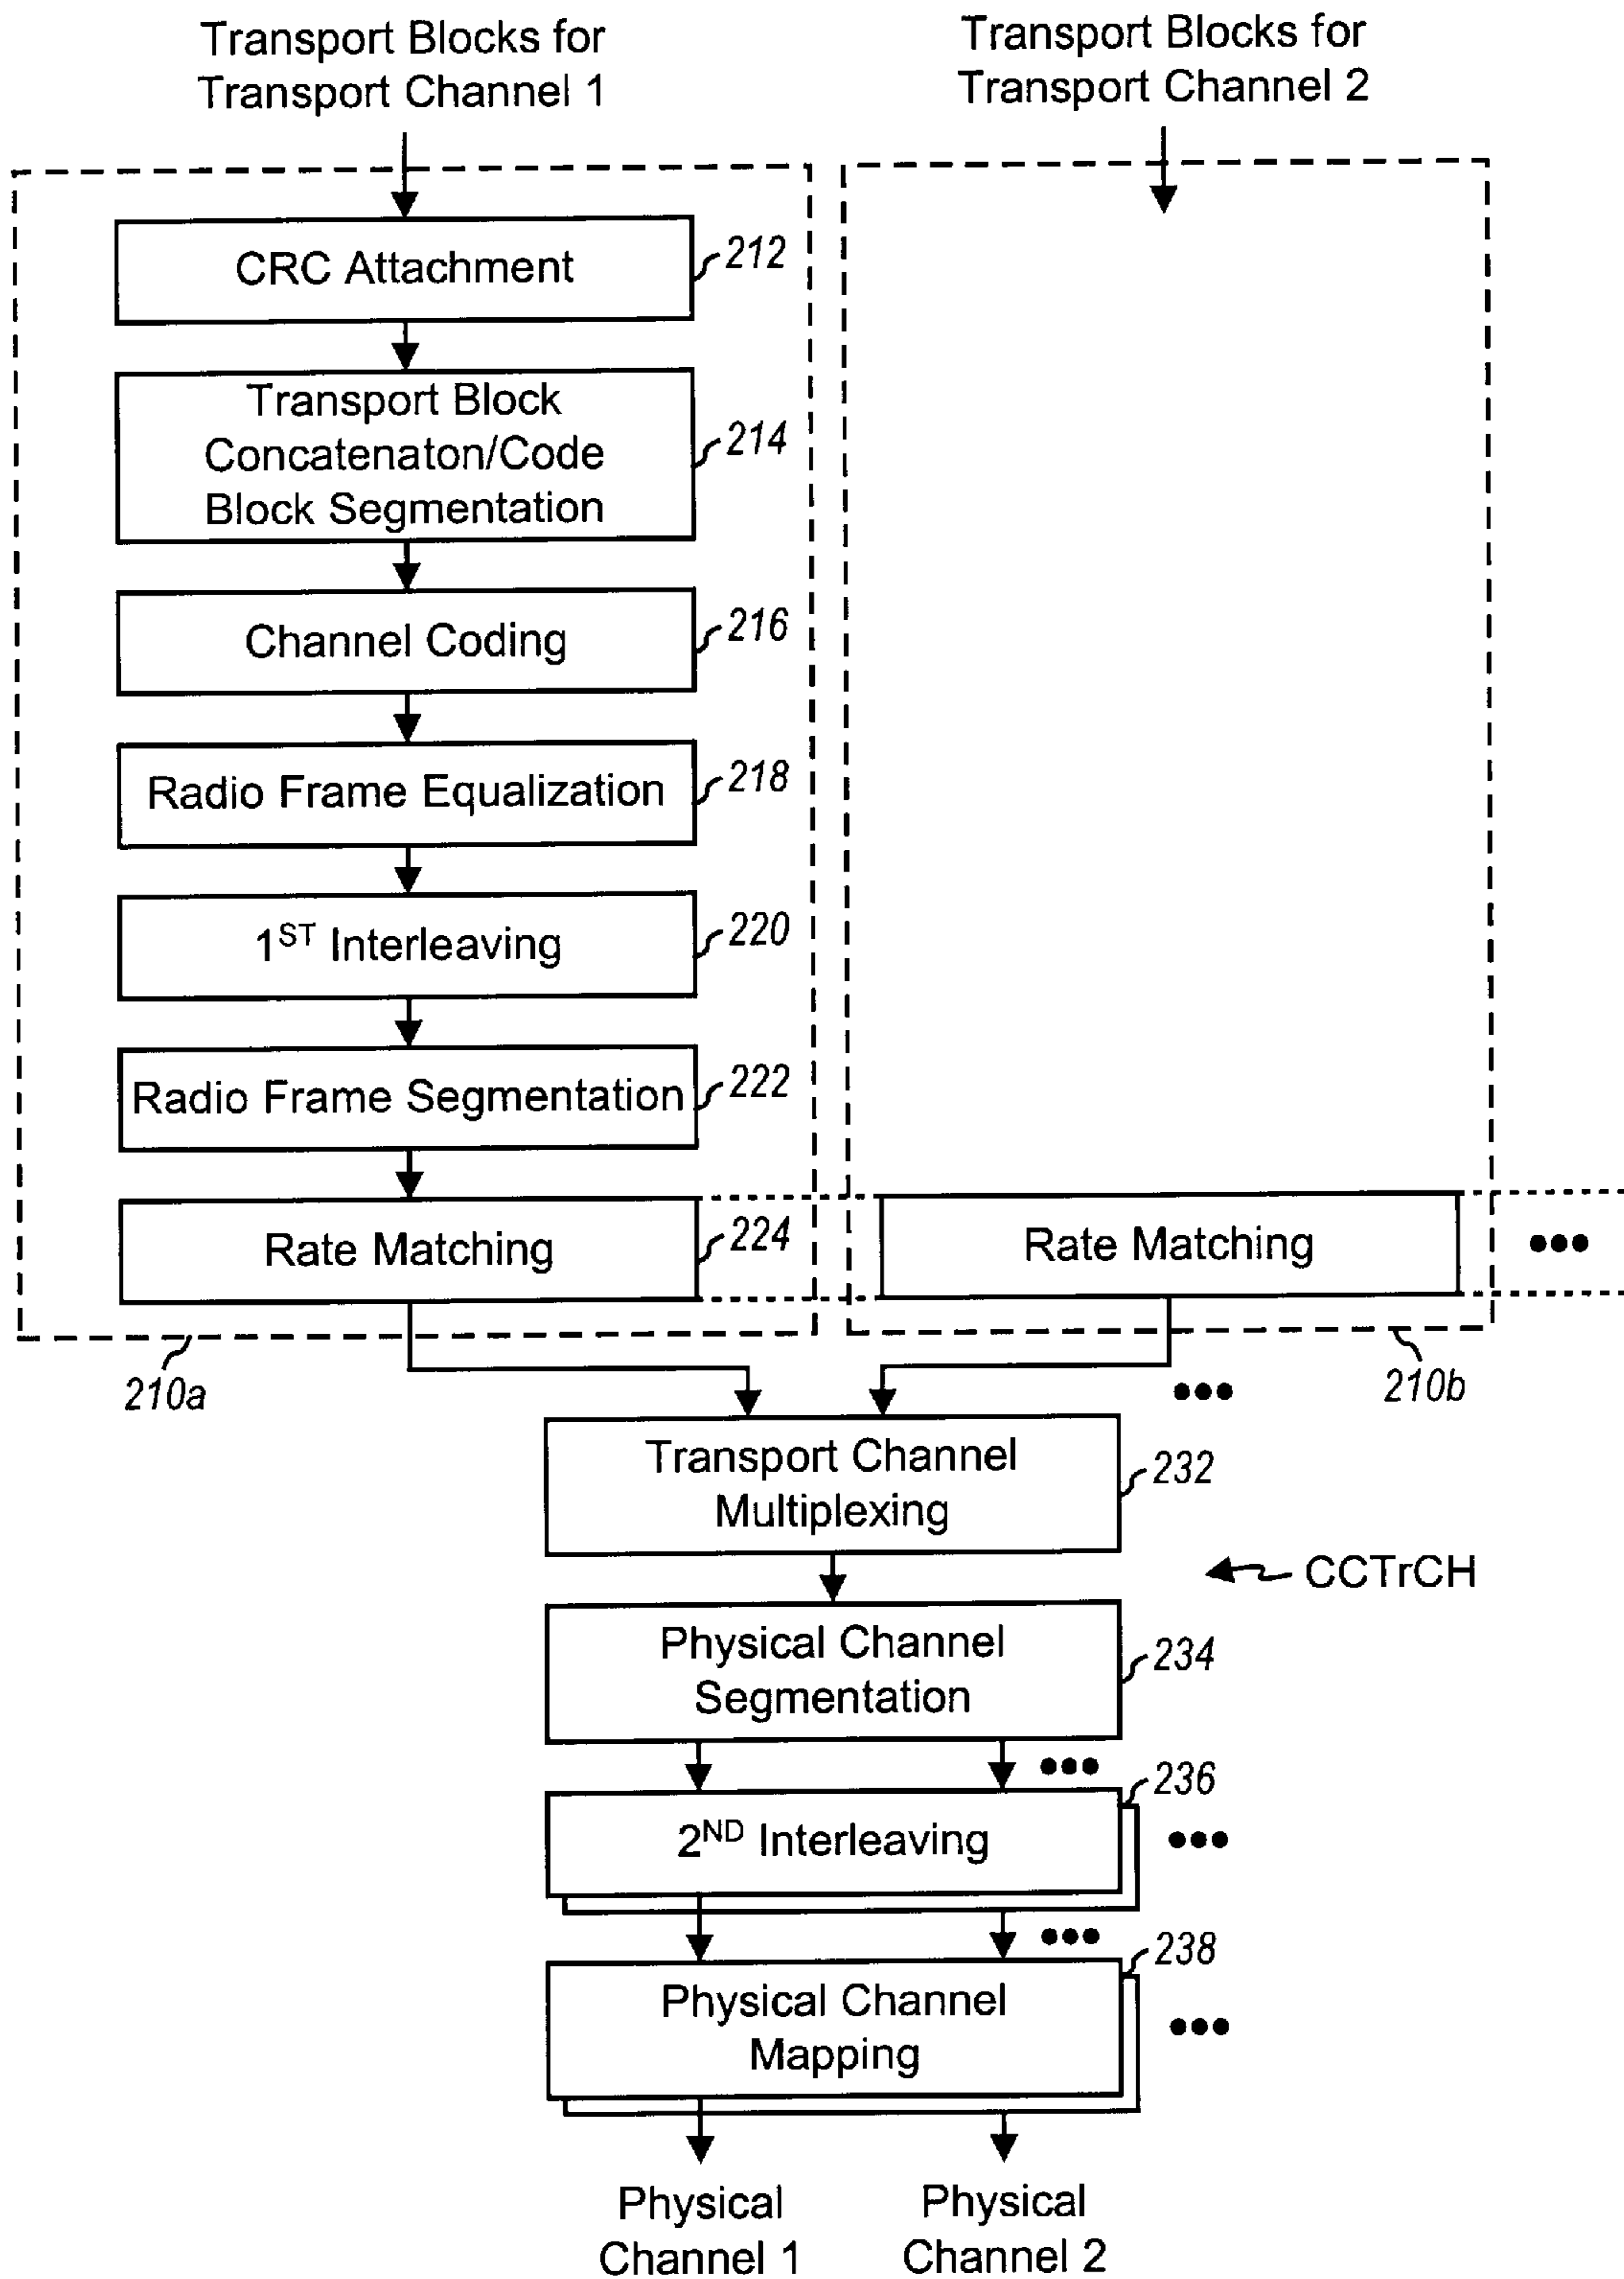 Transport Blocks for
Transport Channel 1
Transport Blocks for
Transport Channel 2
CRC Attachment
212
Transport Block
Concatenaton/Code
Block Segmentation
214
Channel Coding
216
Radio Frame Equalization
218
1ST Interleaving
220
Radio Frame Segmentation
222
Rate Matching
224
Rate Matching
210a
210b
Transport Channel
Multiplexing
232
CCTrCH
Physical Channel
Segmentation
234
236
2ND Interleaving
238
Physical Channel
Mapping
Physical
Channel 1
Physical
Channel 2